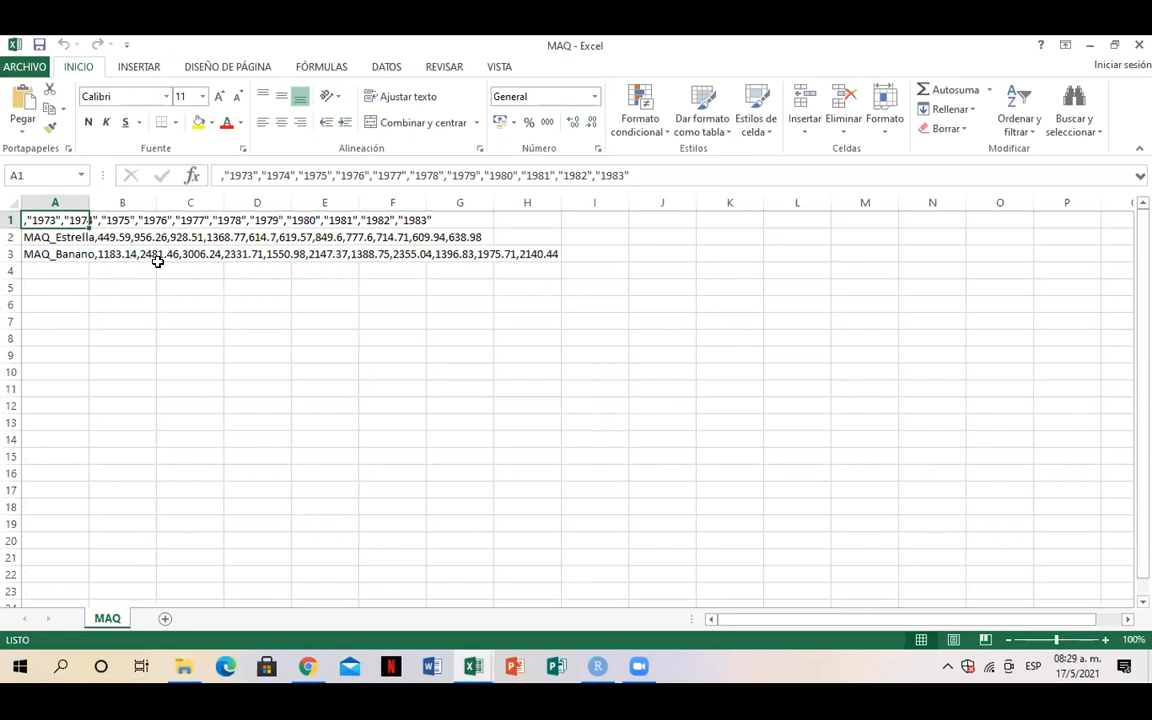 MAQ - Excel
?
ARCHIVO INICIO INSERTAR DISEÑO DE PÁGINA FÓRMULAS DATOS REVISAR VISTA Iniciar sesión
Calibri 11 Ajustar texto General Autosuma
Rellenar
Borrar
N K S Combinar y centrar % 000
Pegar Formato condicional Dar formato como tabla Estilos de celda Insertar Eliminar Formato Ordenar y filtrar Buscar y seleccionar
Portapapeles Fuente Alineación Número Estilos Celdas Modificar
A1 fx ,"1973","1974","1975","1976","1977","1978","1979","1980","1981","1982","1983"
A B C D E F G H I J K L M N O P
1 ,"1973","1974","1975","1976","1977","1978","1979","1980","1981","1982","1983"
2 MAQ_Estrella,449.59,956.26,928.51,1368.77,614.7,619.57,849.6,777.6,714.71,609.94,638.98
3 MAQ_Banano,1183.14,2481.46,3006.24,2331.71,1550.98,2147.37,1388.75,2355.04,1396.83,1975.71,2140.44
4
5
6
7
8
9
10
11
12
13
14
15
16
17
18
19
20
21
22
23
MAQ
LISTO 100%
ESP 08:29 a. m.
17/5/2021